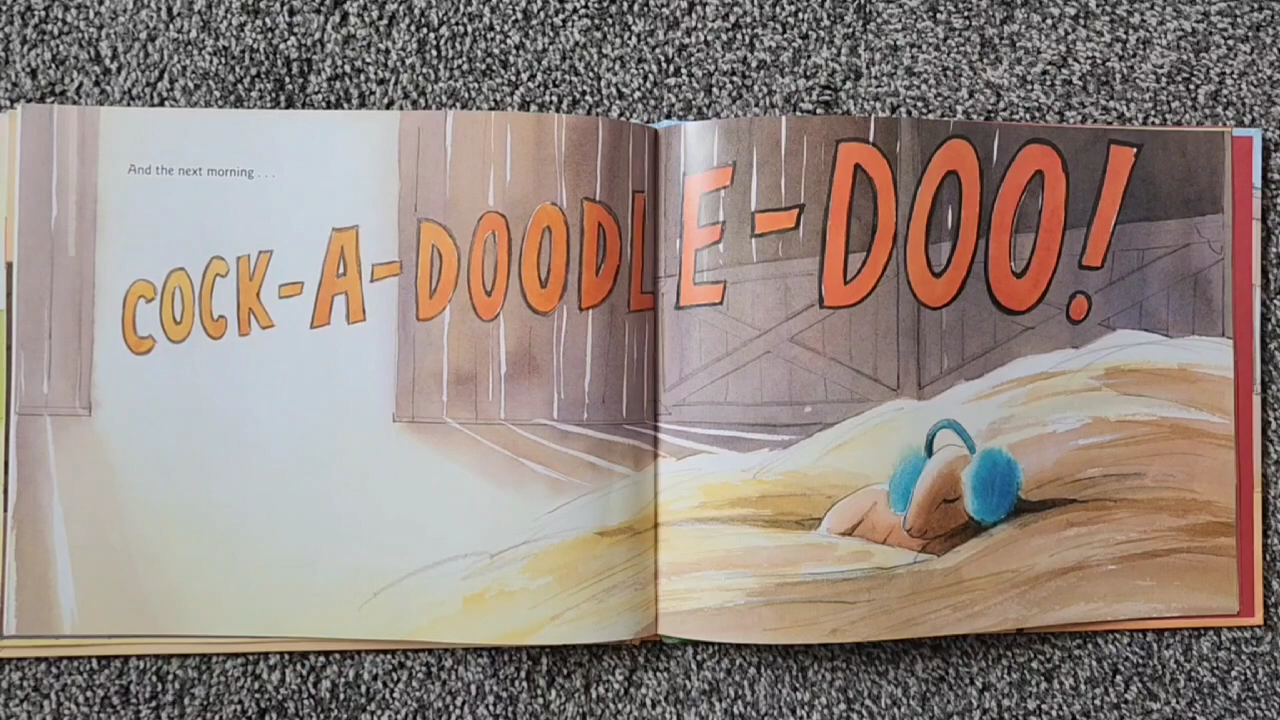 And the next morning . . .
COCK-A-DOODLE-DOO!